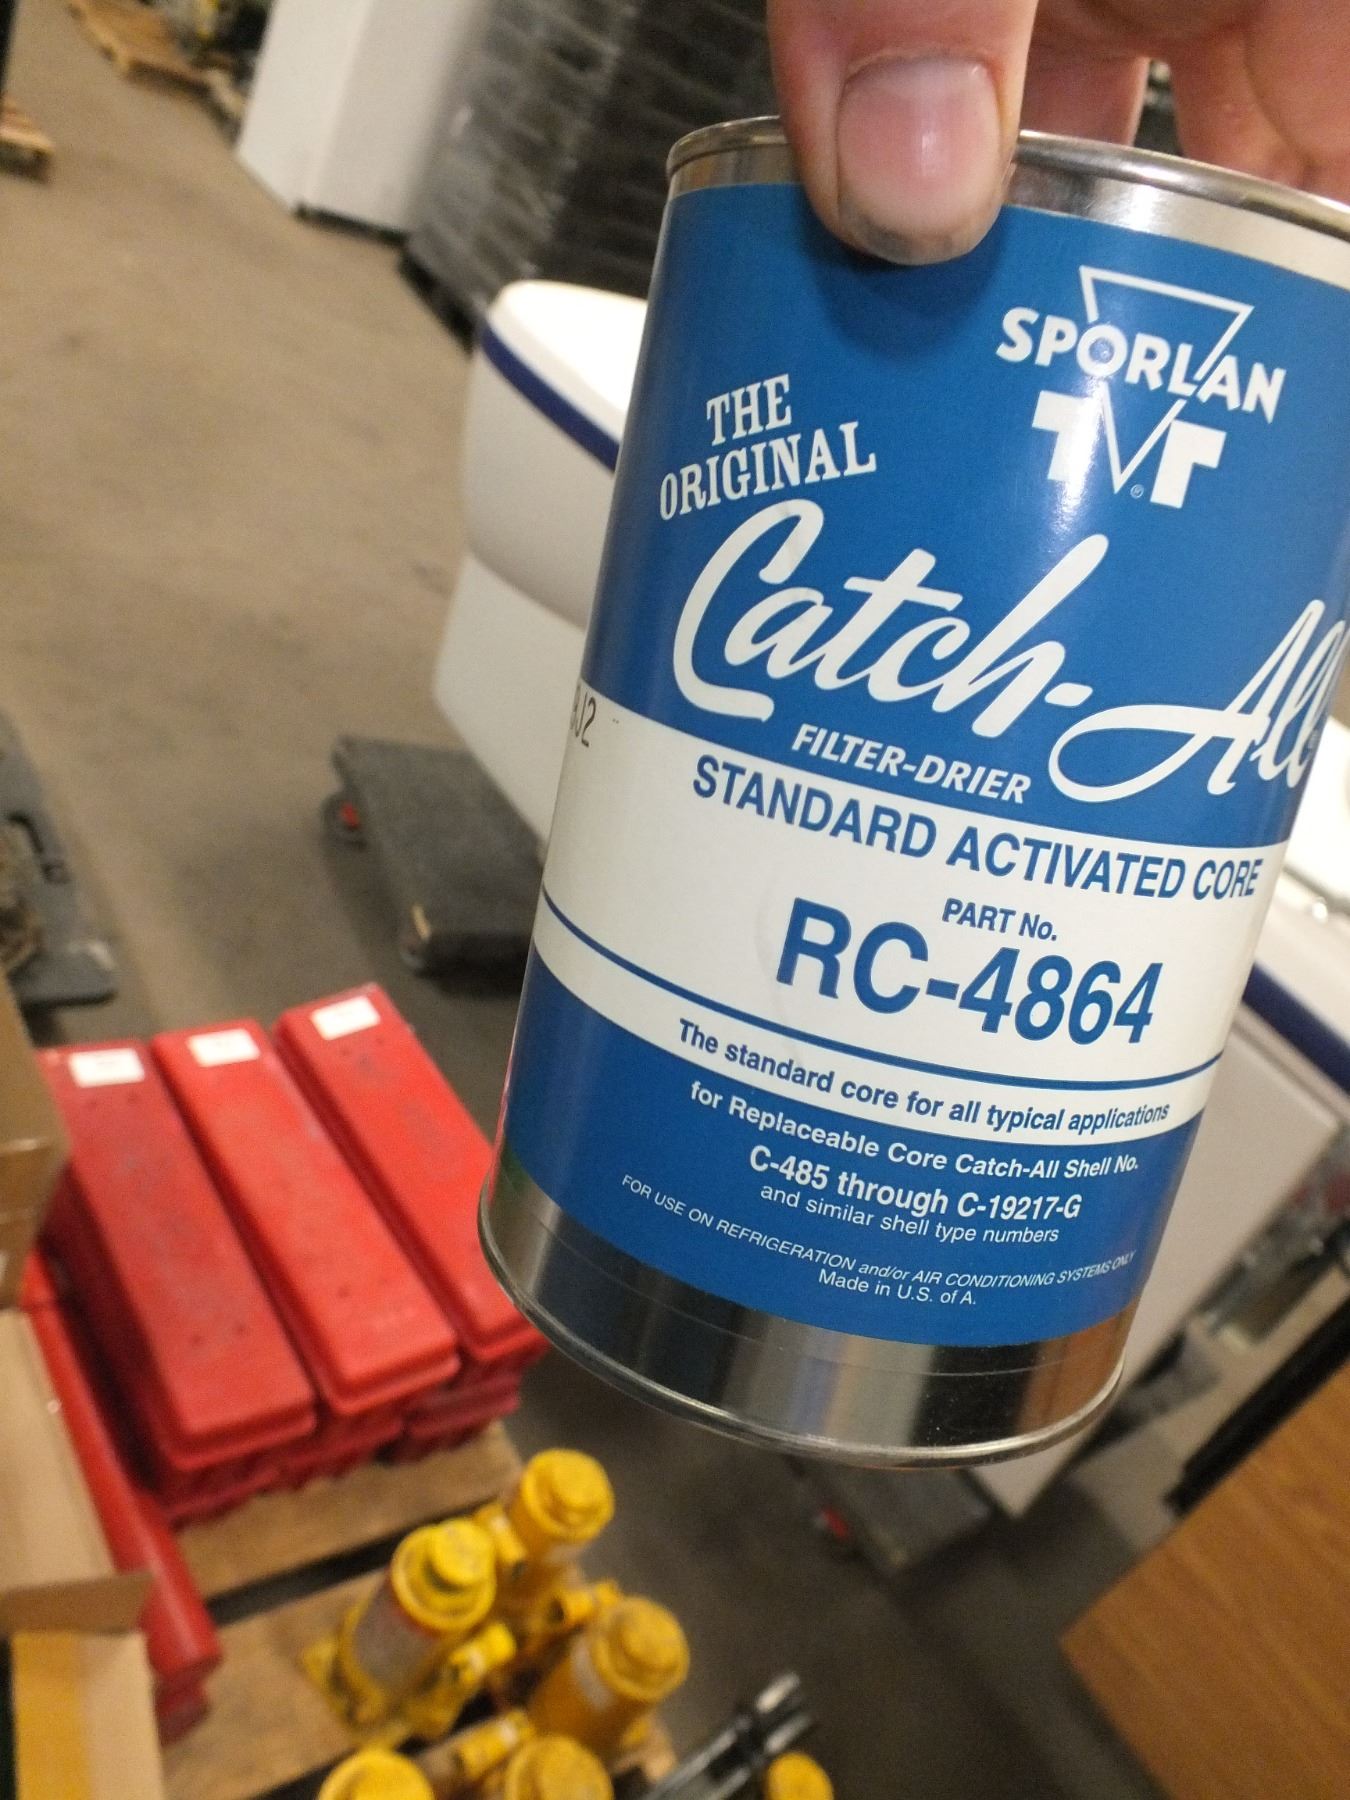 SPORLAN
THE
ORIGINAL
Catch-All
FILTER-DRIER
STANDARD ACTIVATED CORE
PART No.
RC-4864
The standard core for all typical applications
for Replaceable Core Catch-All Shell No.
C-485 through C-19217-G
and similar shell type numbers
FOR USE ON REFRIGERATION and/or AIR CONDITIONING SYSTEMS ONLY
Made in U.S. of A.